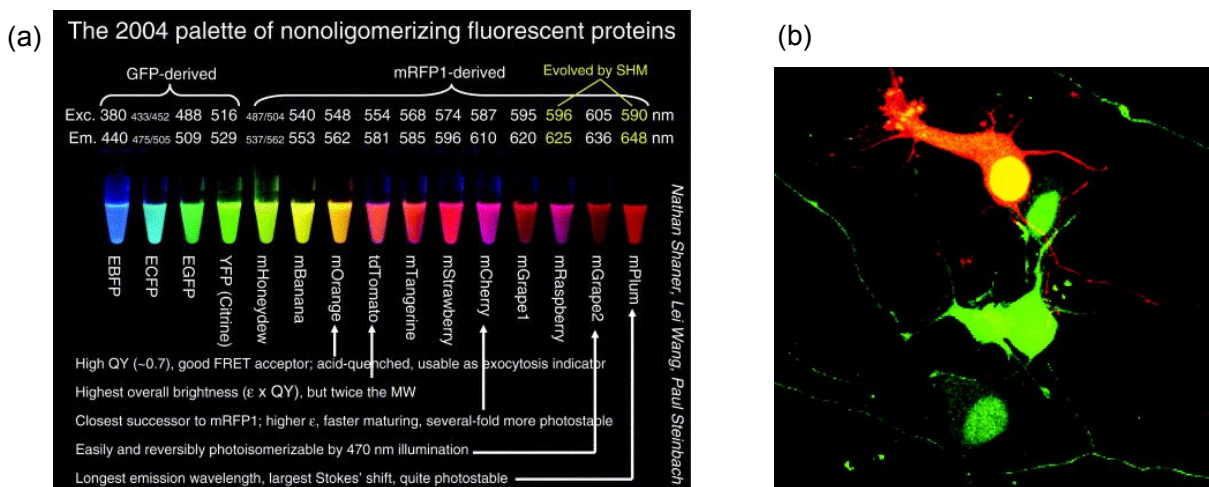 (a)
The 2004 palette of nonoligomerizing fluorescent proteins
GFP-derived mRFP1-derived Evolved by SHM
Exc. 380 433/452 488 516 487/504 540 548 554 568 574 587 595 596 605 590 nm
Em. 440 475/505 509 529 537/562 553 562 581 585 596 610 620 625 636 648 nm
EBFP
ECFP
EGFP
YFP (Citrine)
mHoneydew
mBanana
mOrange
tdTomato
mTangerine
mStrawberry
mCherry
mGrape1
mRaspberry
mGrape2
mPlum
High QY (~0.7), good FRET acceptor; acid-quenched, usable as exocytosis indicator
Highest overall brightness (ε x QY), but twice the MW
Closest successor to mRFP1; higher ε, faster maturing, several-fold more photostable
Easily and reversibly photoisomerizable by 470 nm illumination
Longest emission wavelength, largest Stokes' shift, quite photostable
Nathan Shaner, Lei Wang, Paul Steinbach
(b)